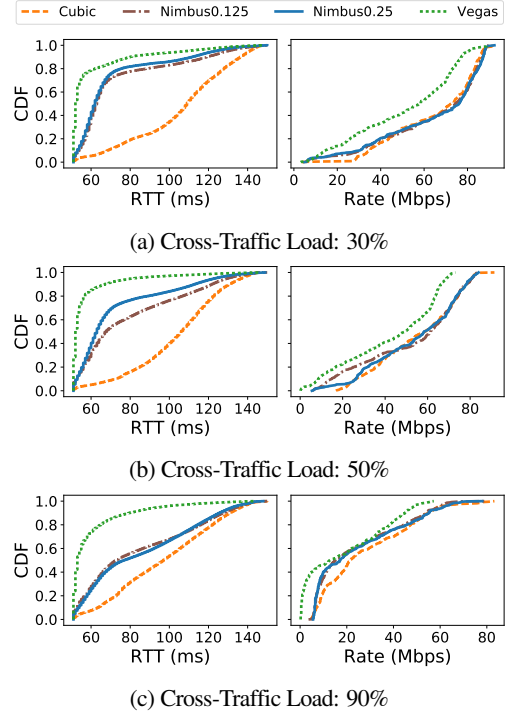 Cubic Nimbus0.125 Nimbus0.25 Vegas
CDF
1.0
0.8
0.6
0.4
0.2
0.0
60 80 100 120 140
RTT (ms)
0 20 40 60 80
Rate (Mbps)
(a) Cross-Traffic Load: 30%
CDF
1.0
0.8
0.6
0.4
0.2
0.0
60 80 100 120 140
RTT (ms)
0 20 40 60 80
Rate (Mbps)
(b) Cross-Traffic Load: 50%
CDF
1.0
0.8
0.6
0.4
0.2
0.0
60 80 100 120 140
RTT (ms)
0 20 40 60 80
Rate (Mbps)
(c) Cross-Traffic Load: 90%